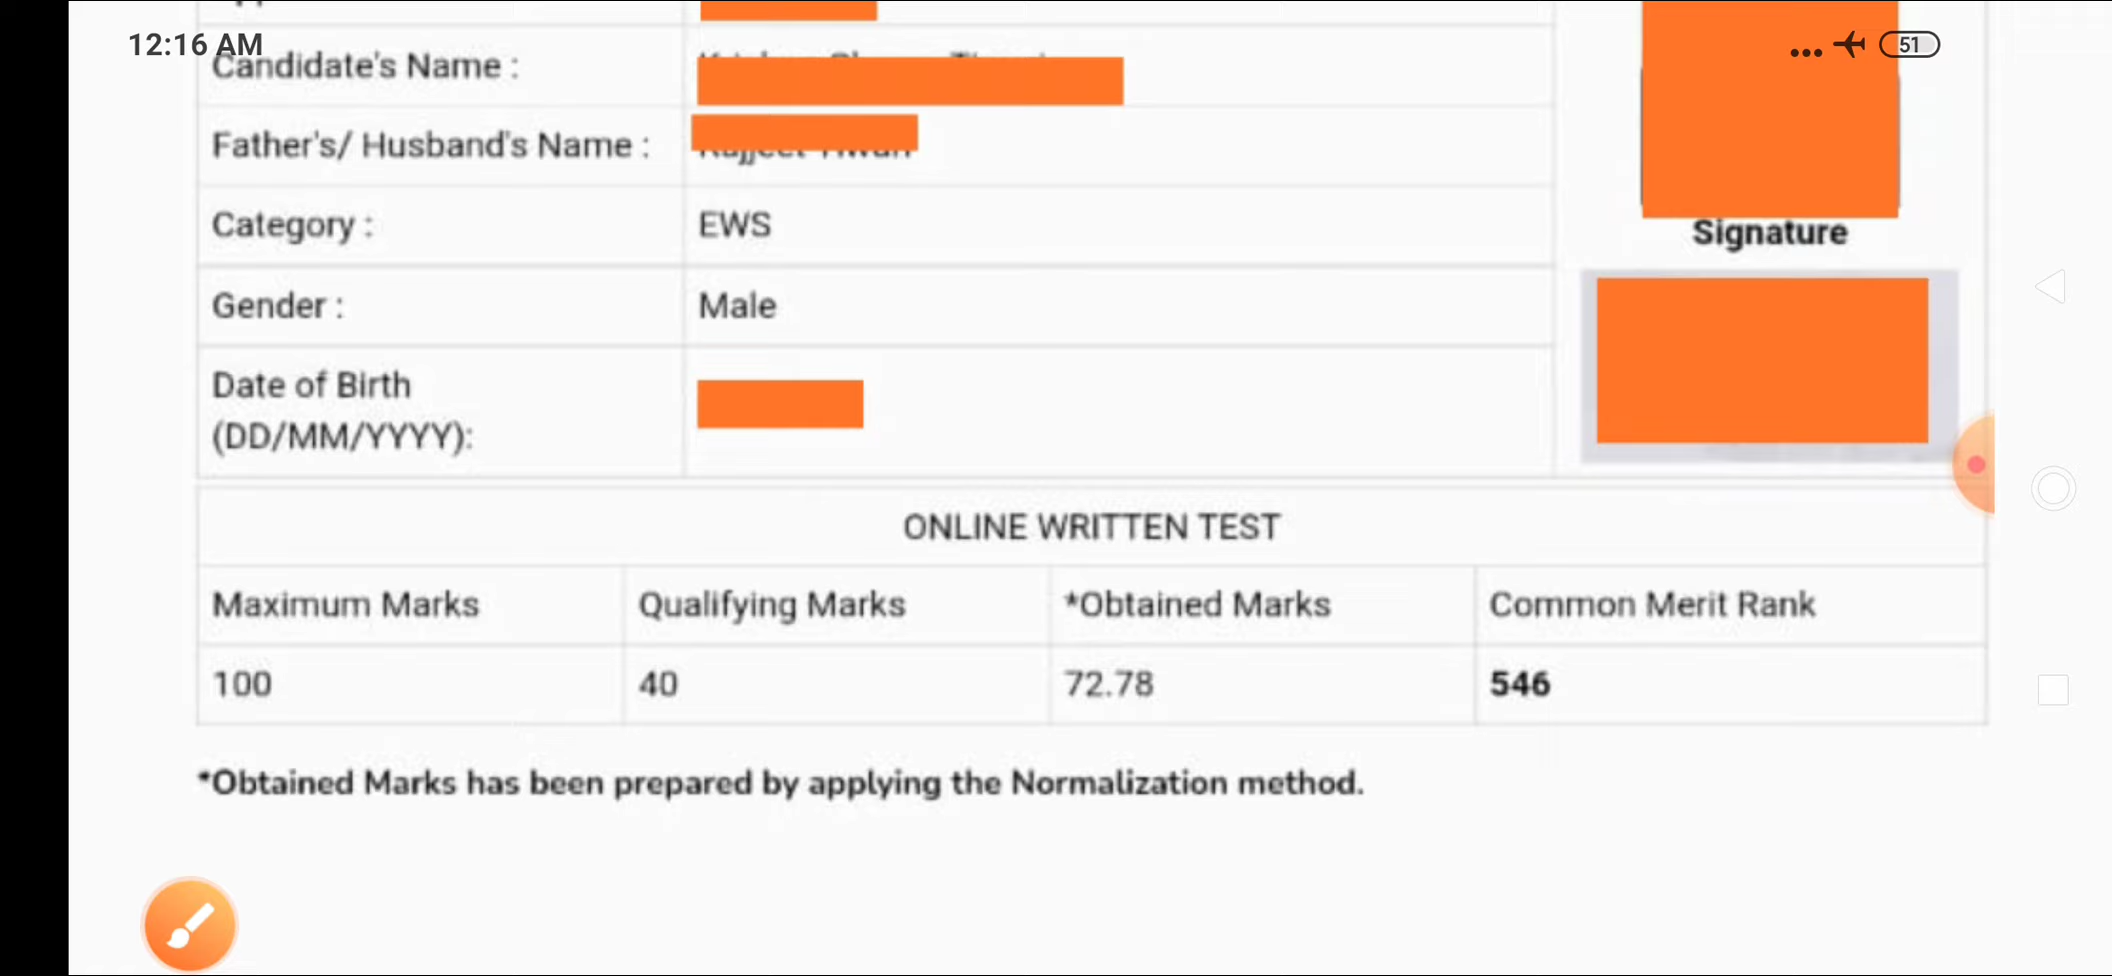 12:16 AM
51
Candidate's Name :
Father's/ Husband's Name :
Category :
EWS
Signature
Gender :
Male
Date of Birth
(DD/MM/YYYY):
ONLINE WRITTEN TEST
Maximum Marks
Qualifying Marks
*Obtained Marks
Common Merit Rank
100
40
72.78
546
*Obtained Marks has been prepared by applying the Normalization method.